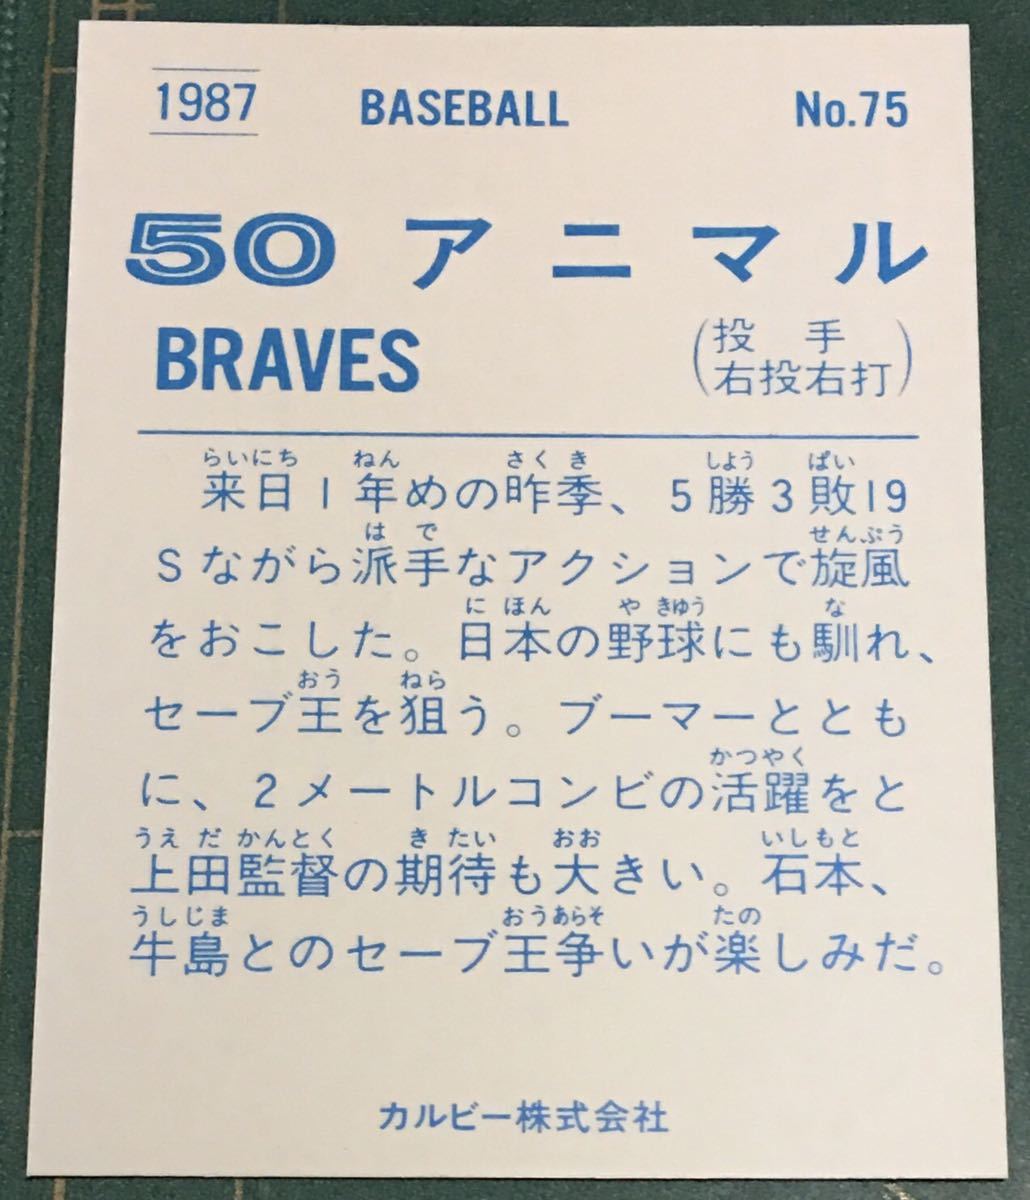 1987 BASEBALL No.75
50 アニマル
BRAVES (投手 右投右打)
らいにち ねん さくき しよう ぱい
来日1年めの昨季、5勝3敗19
はで せんぷう
Sながら派手なアクションで旋風
にほん やきゆう な
をおこした。日本の野球にも馴れ、
おう ねら
セーブ王を狙う。ブーマーととも
かつやく
に、2メートルコンビの活躍をと
うえだかんとく きたい おお いしもと
上田監督の期待も大きい。石本、
うしじま おうあらそ たの
牛島とのセーブ王争いが楽しみだ。
カルビー株式会社